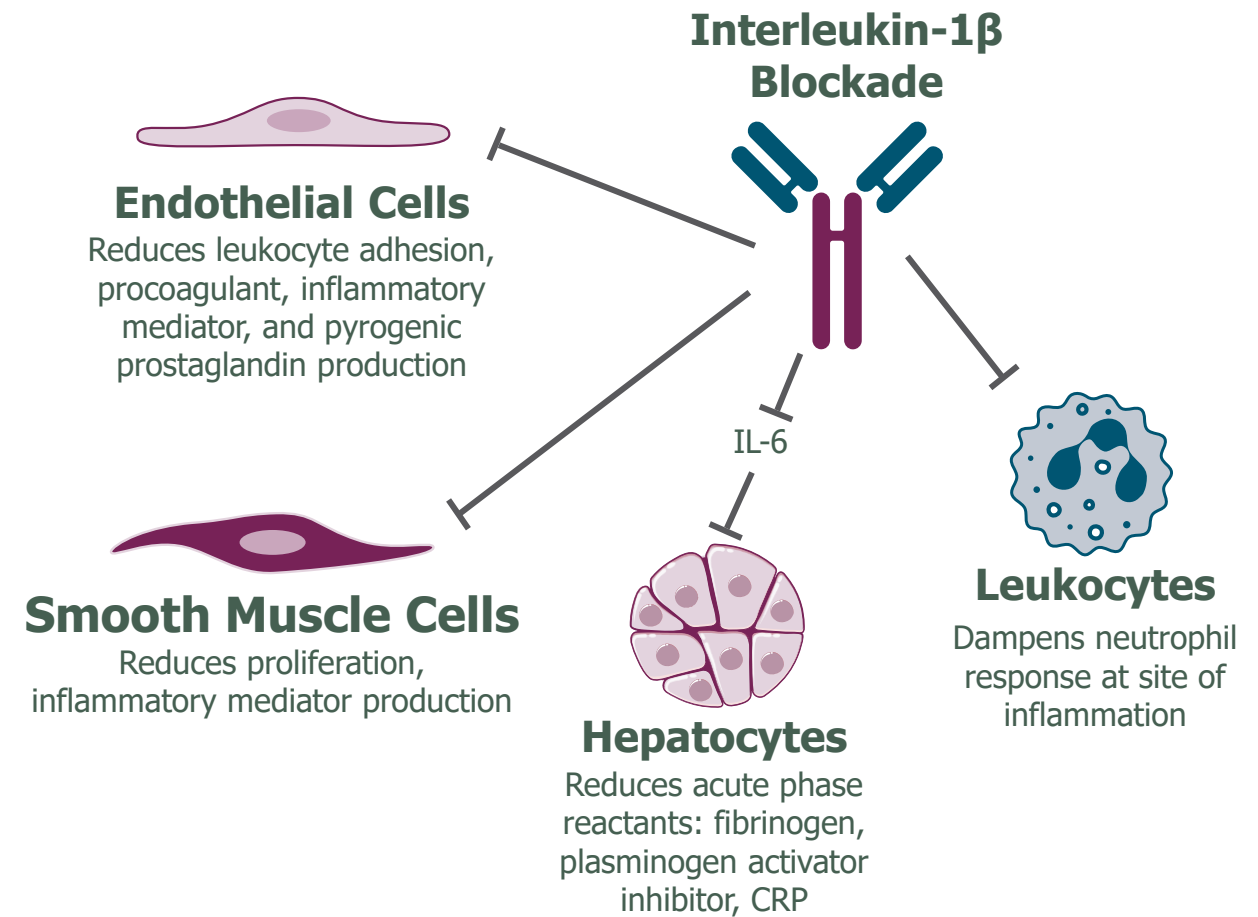 Interleukin-1β
Blockade
Endothelial Cells
Reduces leukocyte adhesion,
procoagulant, inflammatory
mediator, and pyrogenic
prostaglandin production
IL-6
Smooth Muscle Cells
Reduces proliferation,
inflammatory mediator production
Leukocytes
Dampens neutrophil
response at site of
inflammation
Hepatocytes
Reduces acute phase
reactants: fibrinogen,
plasminogen activator
inhibitor, CRP